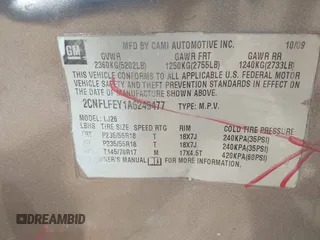 GM
MFD BY CAMI AUTOMOTIVE INC. 10/09
GVWR GAWR FRT GAWR RR
2360KG(5202LB) 1250KG(2755LB) 1240KG(2733LB)
THIS VEHICLE CONFORMS TO ALL APPLICABLE U.S. FEDERAL MOTOR
VEHICLE SAFETY AND THEFT PREVENTION STANDARDS IN EFFECT ON THE
DATE OF MANUFACTURE SHOWN ABOVE.
TYPE: M.P.V.
MODEL: LJ26
TIRE SIZE SPEED RTG RIM COLD TIRE PRESSURE
FRT P235/55R18 T 18X7J 240KPA(35PSI)
RR P235/55R18 T 18X7J 240KPA(35PSI)
T145/70R17 M 17X4.5T 420KPA(60PSI)
OWNER'S MANUAL FOR MORE INFORMATION.
DREAMBID